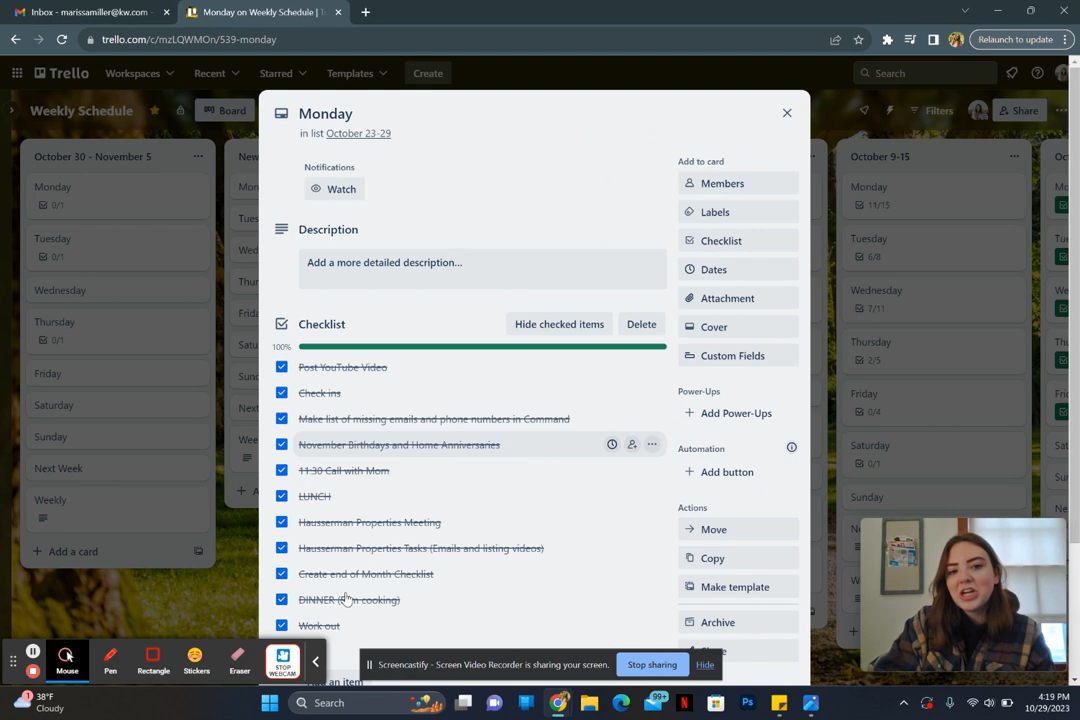 Inbox - marissamiller@kw.com
Monday on Weekly Schedule | T
trello.com/c/mzLQWMOn/539-monday
Relaunch to update
Trello
Workspaces
Recent
Starred
Templates
Create
Search
Weekly Schedule
Board
Filters
Share
Monday
in list October 23-29
Notifications
Watch
Description
Add a more detailed description...
Checklist
Hide checked items
Delete
100%
Post YouTube Video
Check ins
Make list of missing emails and phone numbers in Command
November Birthdays and Home Anniversaries
11:30 Call with Mom
LUNCH
Hausserman Properties Meeting
Hausserman Properties Tasks (Emails and listing videos)
Create end of Month Checklist
DINNER cooking)
Work out
Add to card
Members
Labels
Checklist
Dates
Attachment
Cover
Custom Fields
Power-Ups
Add Power-Ups
Automation
Add button
Actions
Move
Copy
Make template
Archive
October 30 - November 5
Monday
0/1
Tuesday
0/1
Wednesday
Thursday
0/1
Friday
Saturday
Sunday
Next Week
Weekly
Add a card
October 9-15
Monday
11/15
Tuesday
6/8
Wednesday
7/11
Thursday
2/5
Friday
0/4
Saturday
0/1
Sunday
Mouse
Pen
Rectangle
Stickers
Eraser
STOP WEBCAM
Screencastify - Screen Video Recorder is sharing your screen.
Stop sharing
Hide
1
38°F
Cloudy
Search
99+
N
Ps
4:19 PM
10/29/2023